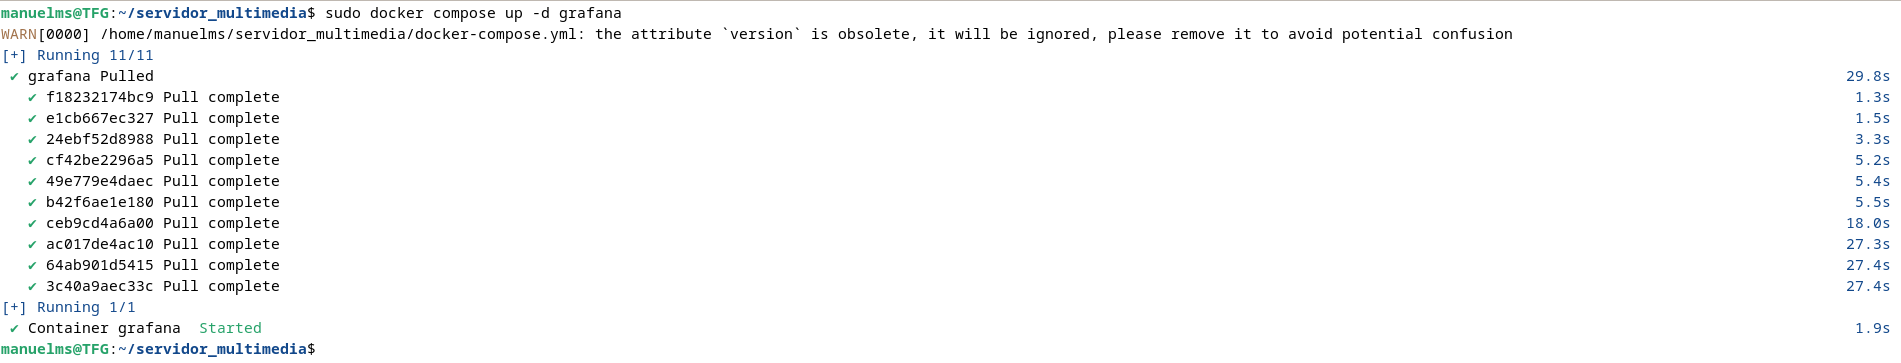 manuelms@TFG:~/servidor_multimedia$ sudo docker compose up -d grafana
WARN[0000] /home/manuelms/servidor_multimedia/docker-compose.yml: the attribute `version` is obsolete, it will be ignored, please remove it to avoid potential confusion
[+] Running 11/11
✔ grafana Pulled 29.8s
✔ f18232174bc9 Pull complete 1.3s
✔ e1cb667ec327 Pull complete 1.5s
✔ 24ebf52d8988 Pull complete 3.3s
✔ cf42be2296a5 Pull complete 5.2s
✔ 49e779e4daec Pull complete 5.4s
✔ b42f6ae1e180 Pull complete 5.5s
✔ ceb9cd4a6a00 Pull complete 18.0s
✔ ac017de4ac10 Pull complete 27.3s
✔ 64ab901d5415 Pull complete 27.4s
✔ 3c40a9aec33c Pull complete 27.4s
[+] Running 1/1
✔ Container grafana Started 1.9s
manuelms@TFG:~/servidor_multimedia$